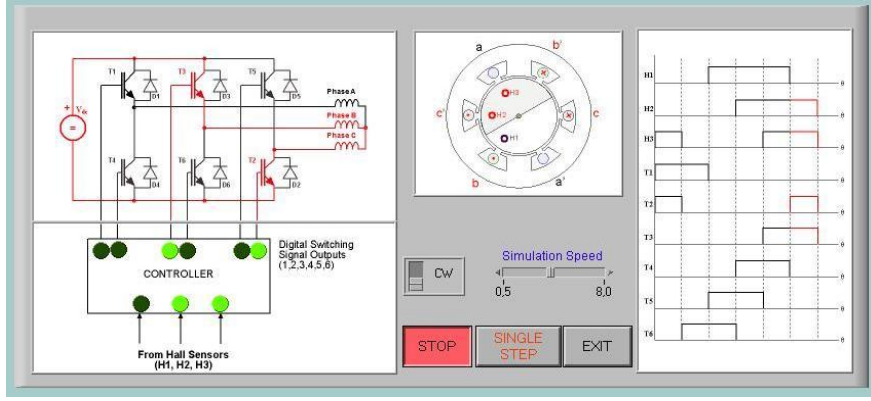 T1
T3
T5
D1
D3
D5
+
Vdc
=
Phase A
Phase B
Phase C
T4
T6
T2
D4
D6
D2
Digital Switching
Signal Outputs
(1,2,3,4,5,6)
CONTROLLER
From Hall Sensors
(H1, H2, H3)
a
b'
H3
c'
H2
c
H1
b
a'
CW
Simulation Speed
0,5
8,0
STOP
SINGLE
STEP
EXIT
H1
θ
H2
θ
H3
θ
T1
θ
T2
θ
T3
θ
T4
θ
T5
θ
T6
θ